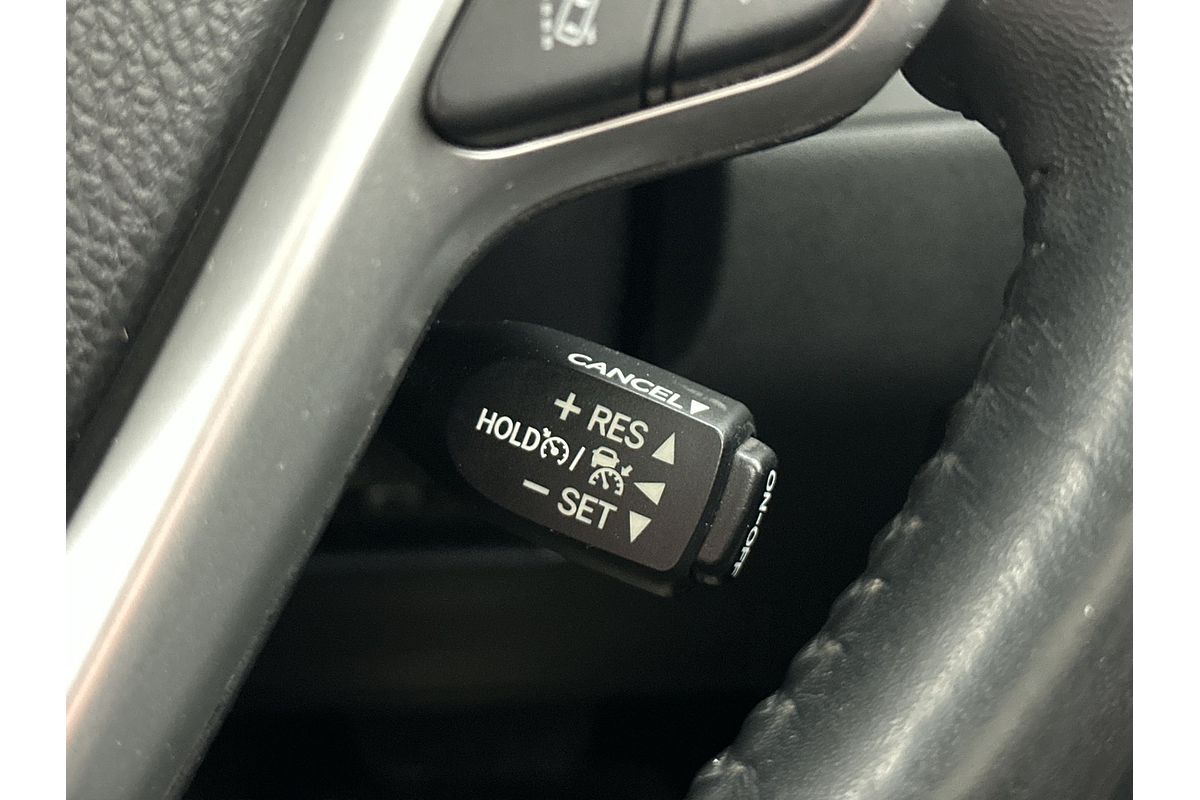 CANCEL▼
+ RES ▲
HOLD / ◀
- SET ▼
ON-OFF